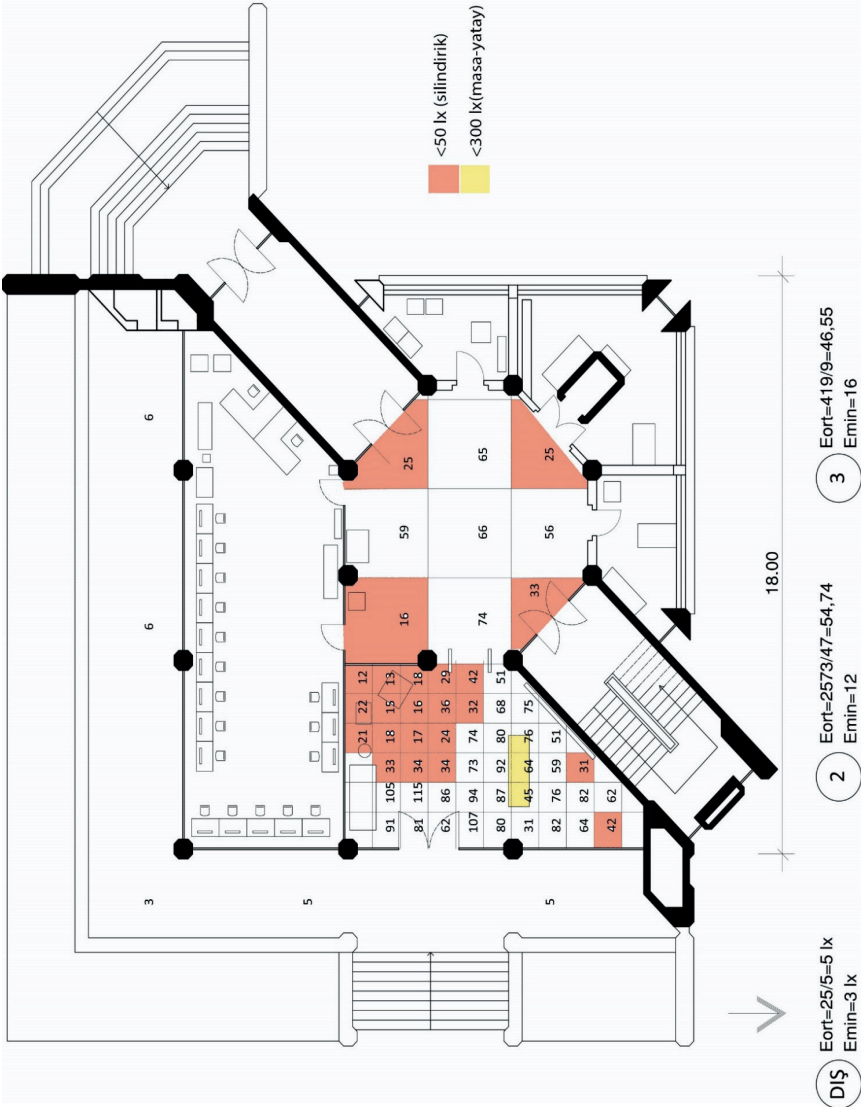 3 6 6
5
21 22 12
91 105 33 18 15 13
16 59 25
81 115 34 17 16 18
<50 lx (silindirik)
62 86 34 24 36 29
<300 lx(masa-yatay)
107 94 73 74 32 42
74 66 65
80 87 92 80 68 51
31 45 64 76 75
33
5 56 25
82 76 59 51
64 82 31
42 62
18.00
DIŞ
Eort=25/5=5 lx
Emin=3 lx
2
Eort=2573/47=54,74
Emin=12
3
Eort=419/9=46,55
Emin=16